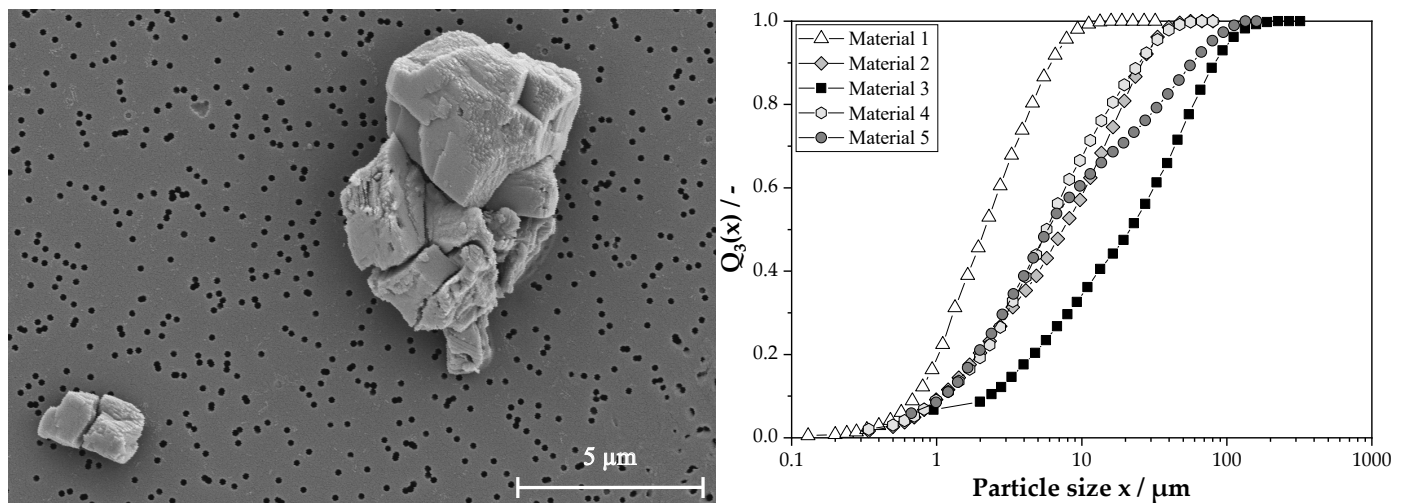 5 μm
Material 1
Material 2
Material 3
Material 4
Material 5
Q₃(x) / -
1.0
0.8
0.6
0.4
0.2
0.0
0.1
1
10
100
1000
Particle size x / μm